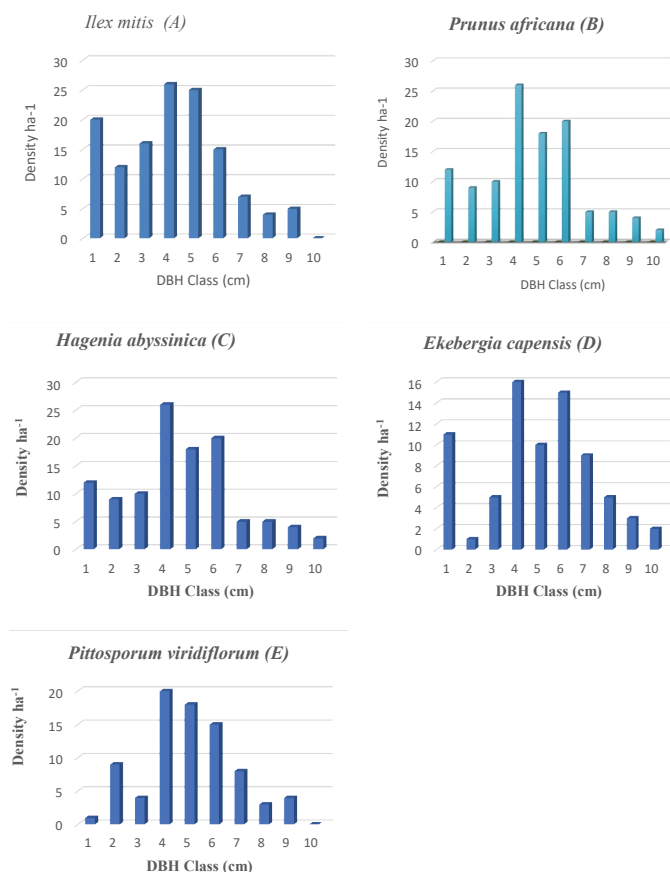 Ilex mitis (A)
30
25
20
15
10
5
0
Density ha-1
1 2 3 4 5 6 7 8 9 10
DBH Class (cm)
Prunus africana (B)
30
25
20
15
10
5
0
Density ha-1
1 2 3 4 5 6 7 8 9 10
DBH Class (cm)
Hagenia abyssinica (C)
30
25
20
15
10
5
0
Density ha-1
1 2 3 4 5 6 7 8 9 10
DBH Class (cm)
Ekebergia capensis (D)
16
14
12
10
8
6
4
2
0
Density ha-1
1 2 3 4 5 6 7 8 9 10
DBH Class (cm)
Pittosporum viridiflorum (E)
20
15
10
5
0
Density ha-1
1 2 3 4 5 6 7 8 9 10
DBH Class (cm)